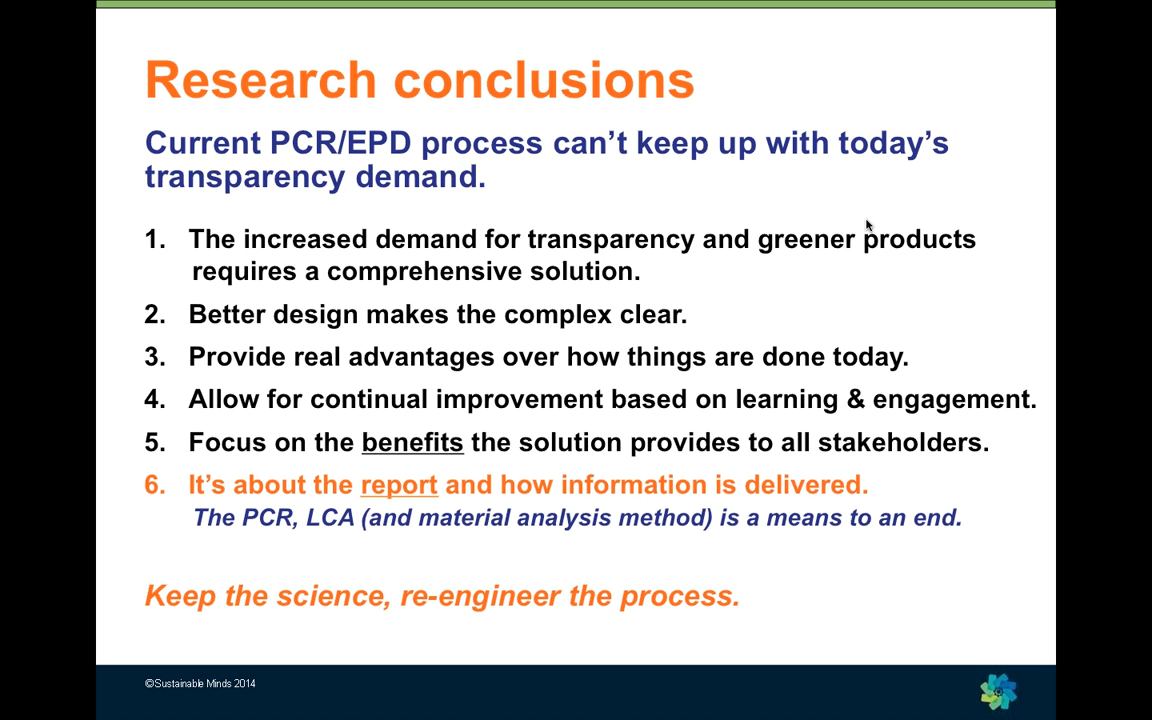 Research conclusions
Current PCR/EPD process can’t keep up with today’s
transparency demand.
1. The increased demand for transparency and greener products
requires a comprehensive solution.
2. Better design makes the complex clear.
3. Provide real advantages over how things are done today.
4. Allow for continual improvement based on learning & engagement.
5. Focus on the benefits the solution provides to all stakeholders.
6. It’s about the report and how information is delivered.
The PCR, LCA (and material analysis method) is a means to an end.
Keep the science, re-engineer the process.
©Sustainable Minds 2014